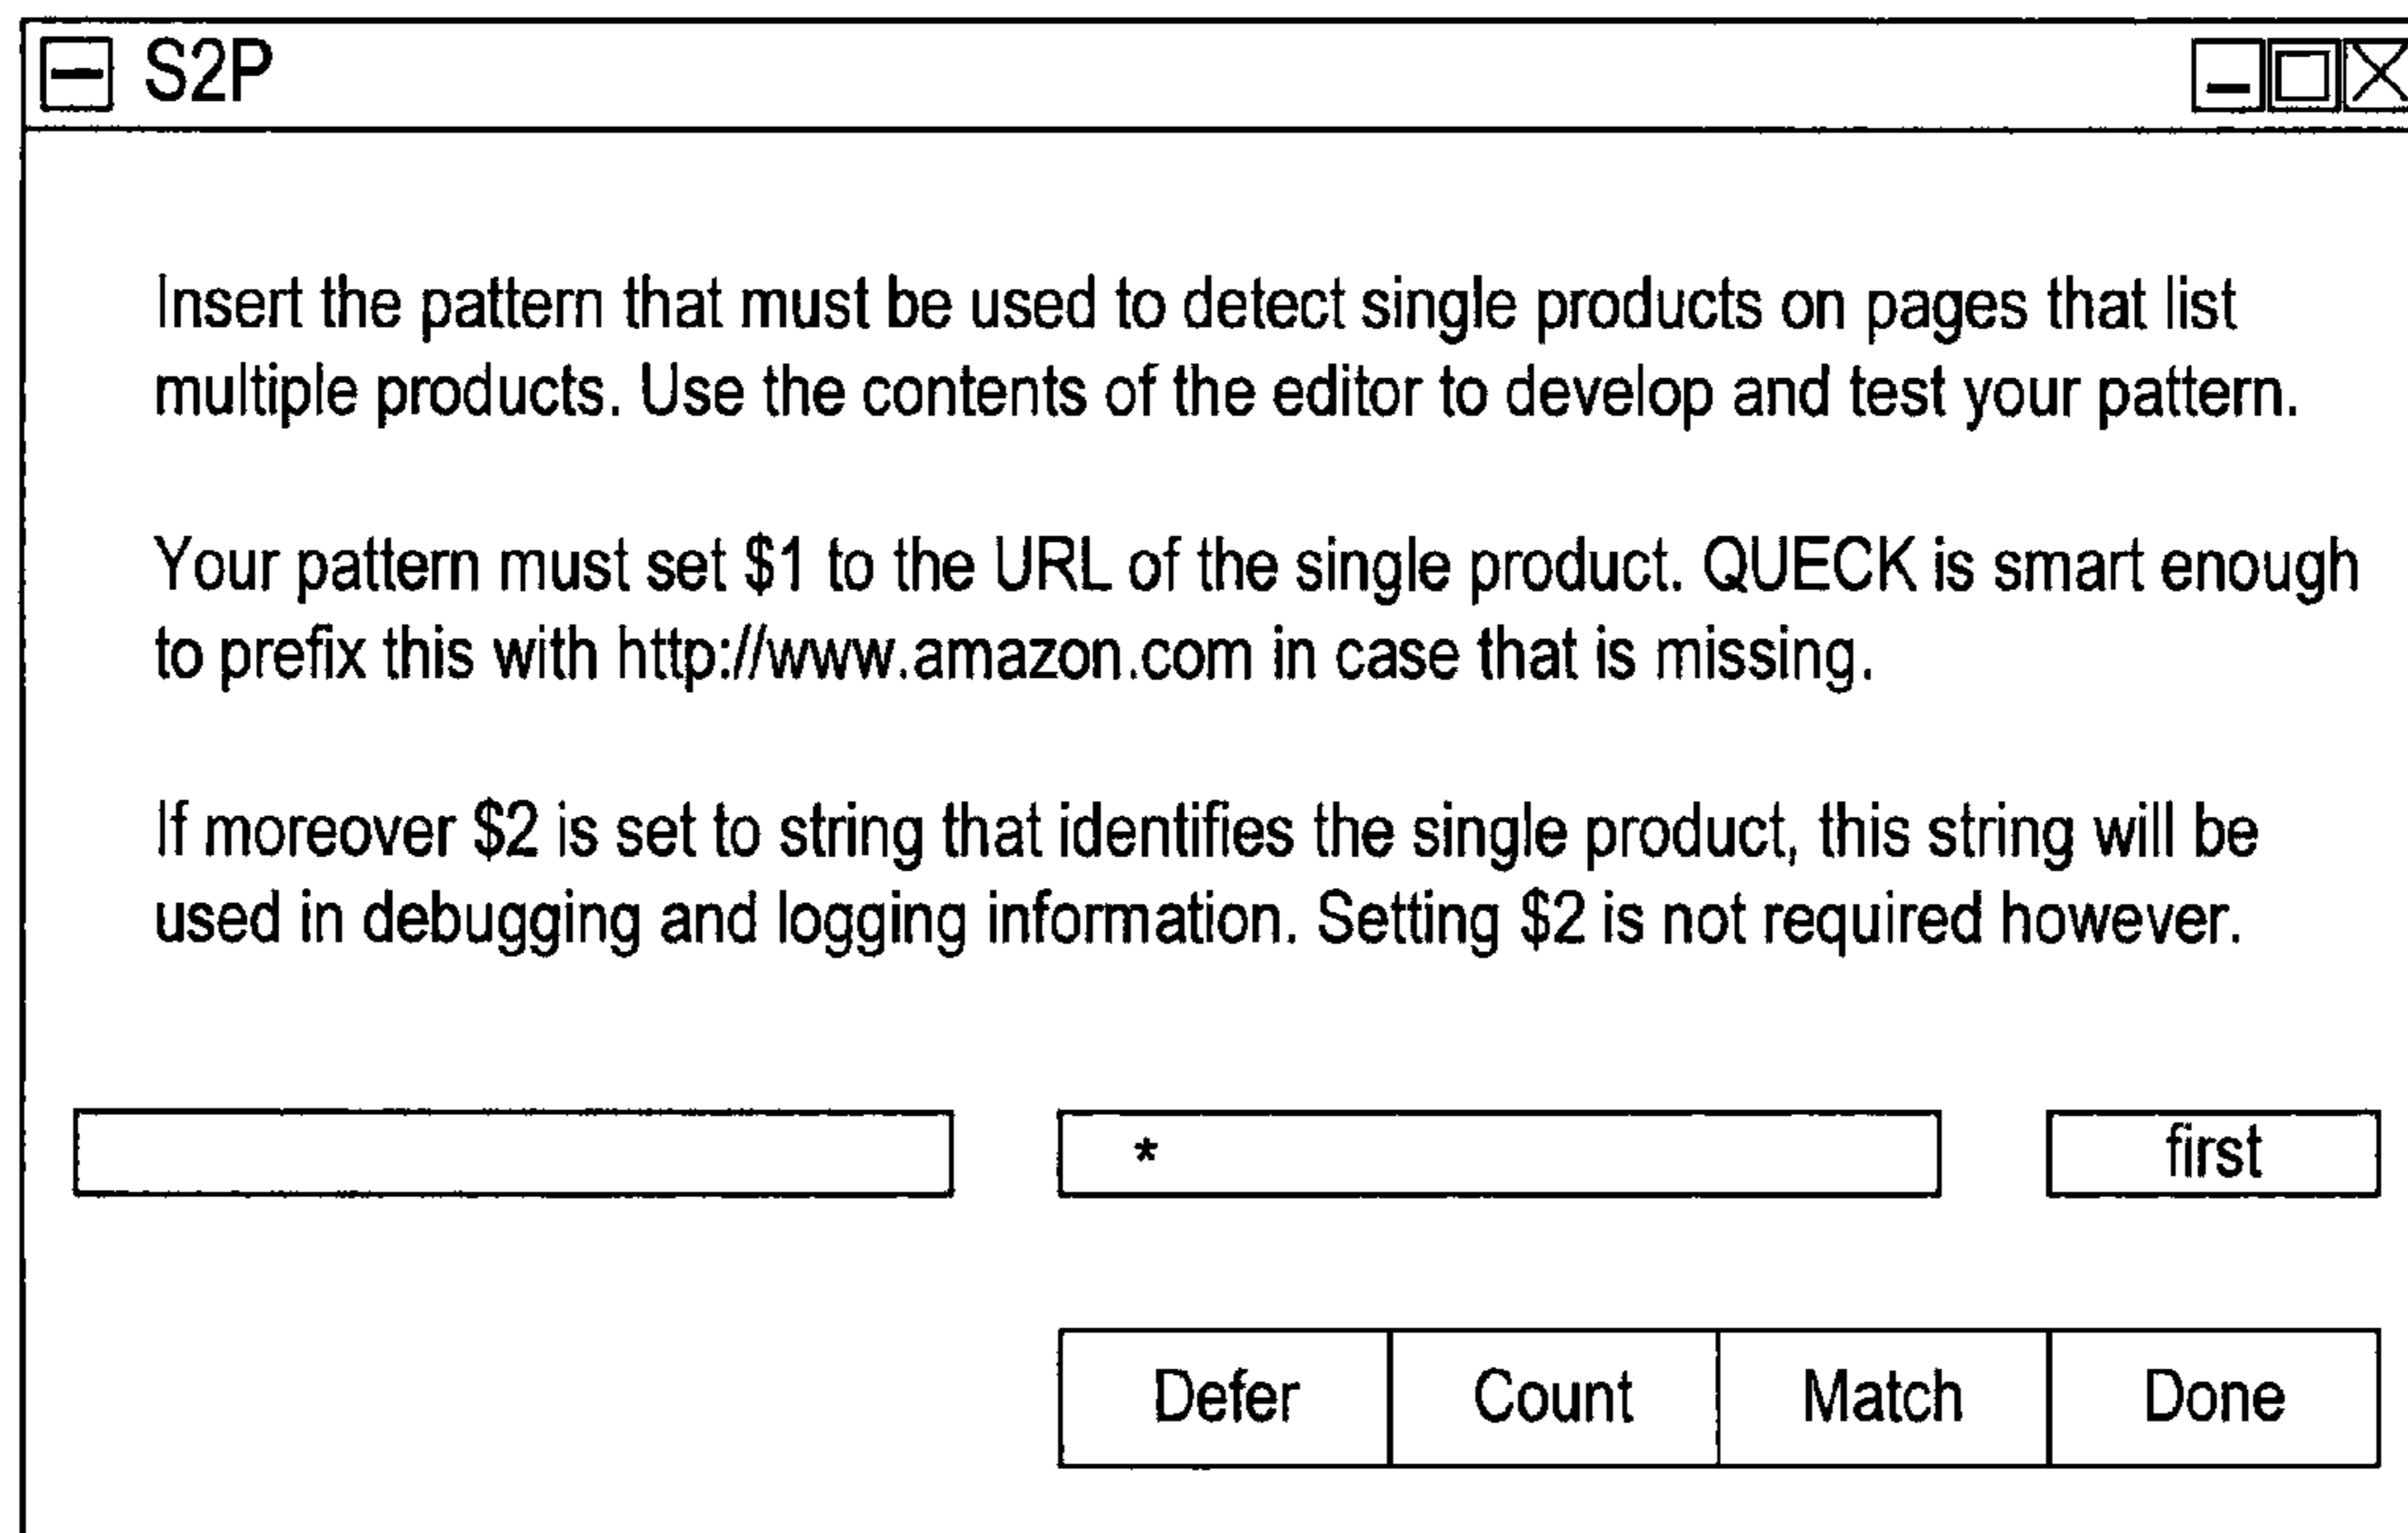 S2P
Insert the pattern that must be used to detect single products on pages that list
multiple products. Use the contents of the editor to develop and test your pattern.
Your pattern must set $1 to the URL of the single product. QUECK is smart enough
to prefix this with http://www.amazon.com in case that is missing.
If moreover $2 is set to string that identifies the single product, this string will be
used in debugging and logging information. Setting $2 is not required however.
* first
Defer Count Match Done